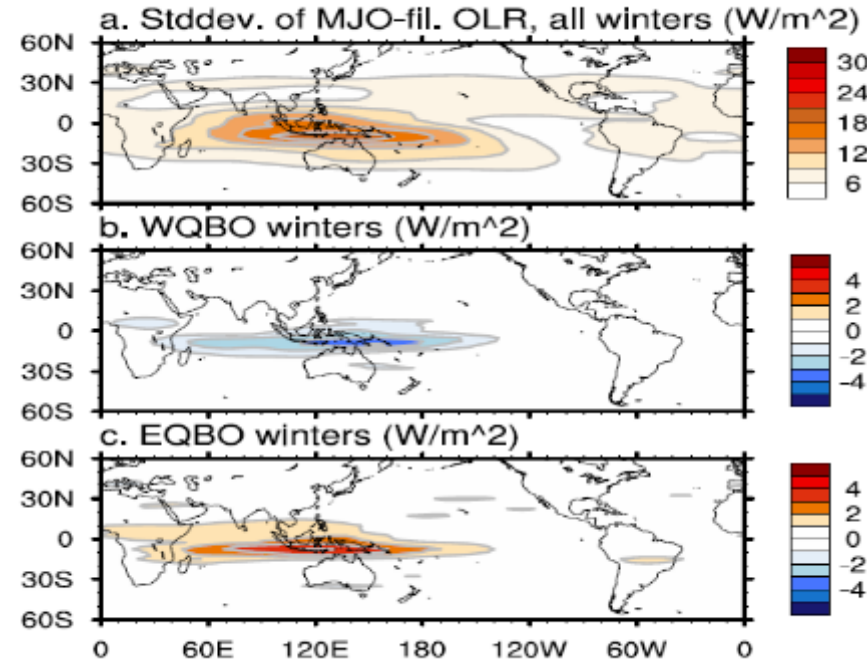 a. Stddev. of MJO-fil. OLR, all winters (W/m^2)
60N
30N
0
30S
60S
30
24
18
12
6
b. WQBO winters (W/m^2)
60N
30N
0
30S
60S
4
2
0
-2
-4
c. EQBO winters (W/m^2)
60N
30N
0
30S
60S
4
2
0
-2
-4
0 60E 120E 180 120W 60W 0